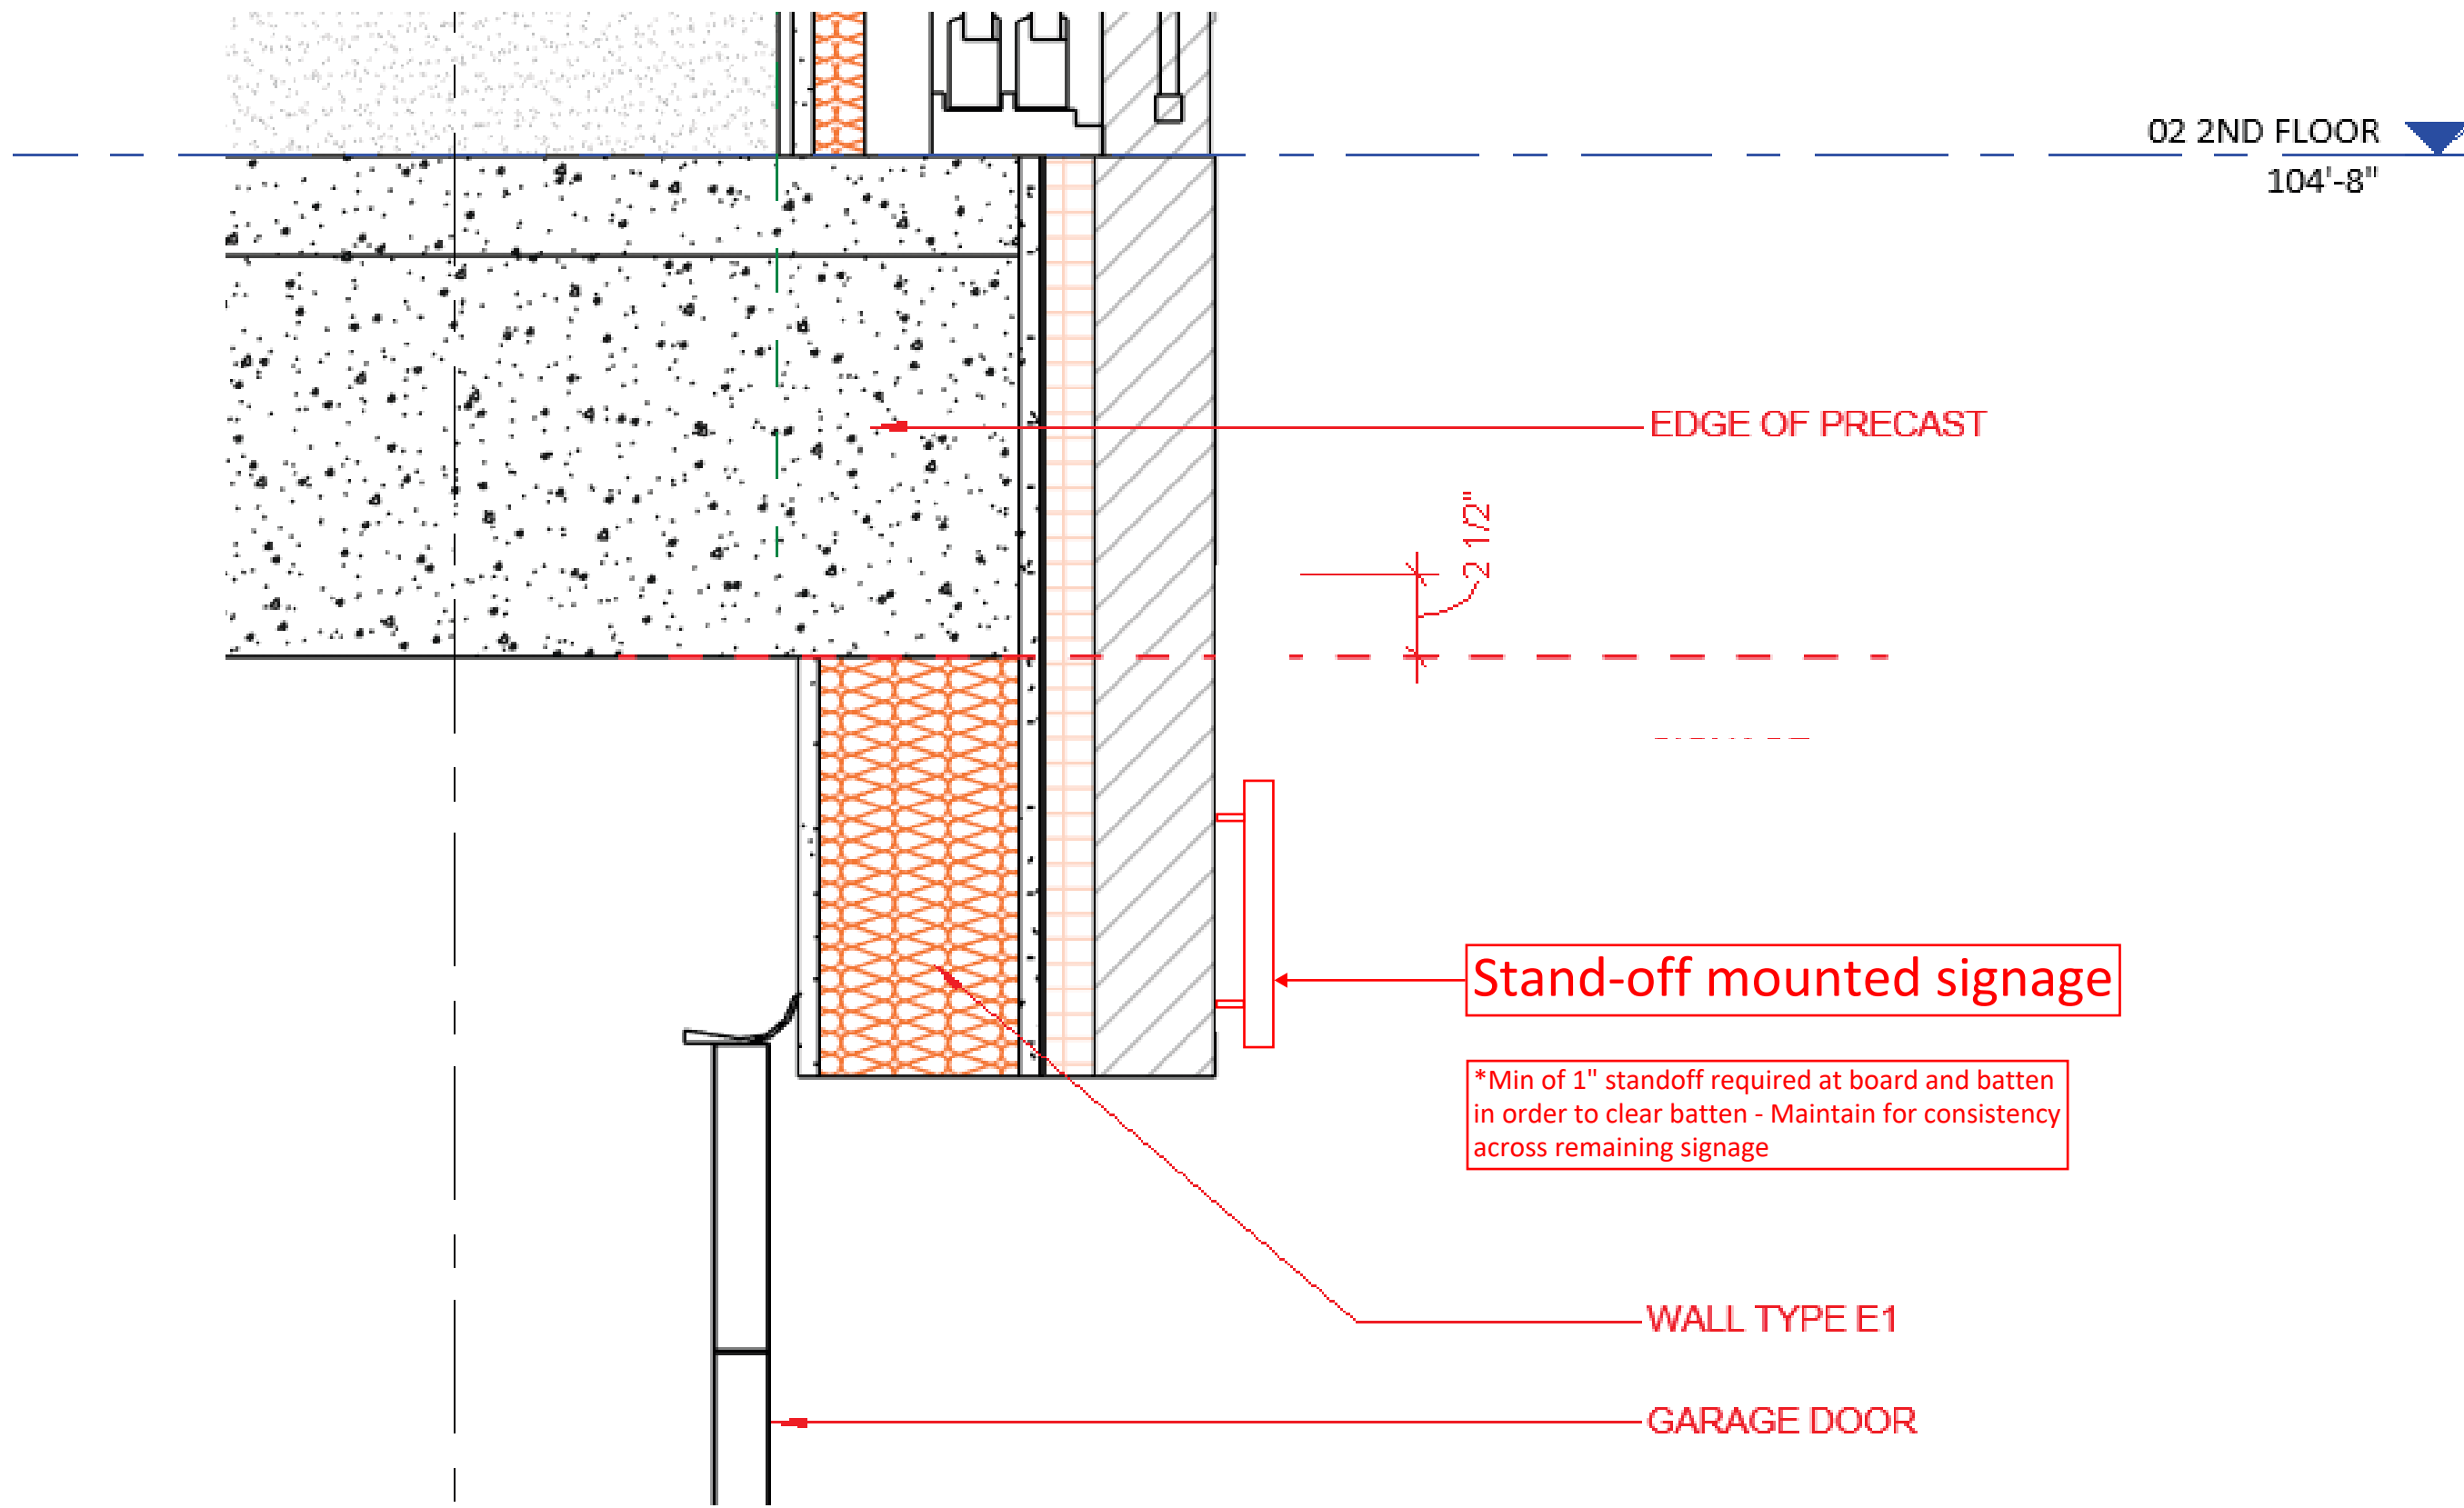 02 2ND FLOOR
104'-8"
EDGE OF PRECAST
2 1/2"
Stand-off mounted signage
*Min of 1" standoff required at board and batten
in order to clear batten - Maintain for consistency
across remaining signage
WALL TYPE E1
GARAGE DOOR